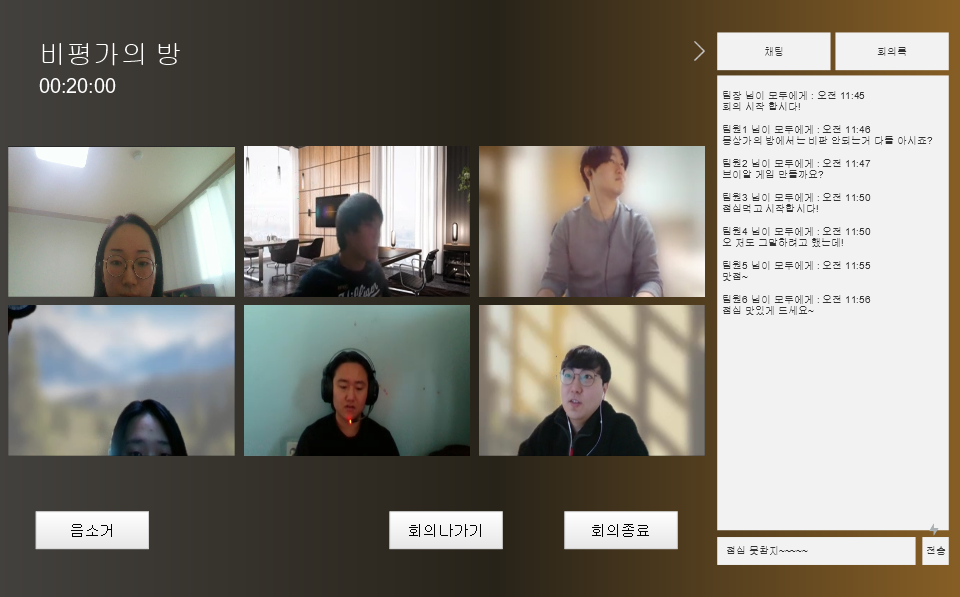 비평가의 방
00:20:00
채팅
회의록
팀장 님이 모두에게 : 오전 11:45
회의 시작 합시다!
팀원1 님이 모두에게 : 오전 11:46
몽상가의 방에서는 비판 안되는거 다들 아시죠?
팀원2 님이 모두에게 : 오전 11:47
브이알 게임 만들까요?
팀원3 님이 모두에게 : 오전 11:50
점심먹고 시작합시다!
팀원4 님이 모두에게 : 오전 11:50
오 저도 그말하려고 했는데!
팀원5 님이 모두에게 : 오전 11:55
맛점~
팀원6 님이 모두에게 : 오전 11:56
점심 맛있게 드세요~
음소거
회의나가기
회의종료
점심 못참지~~~~~
전송